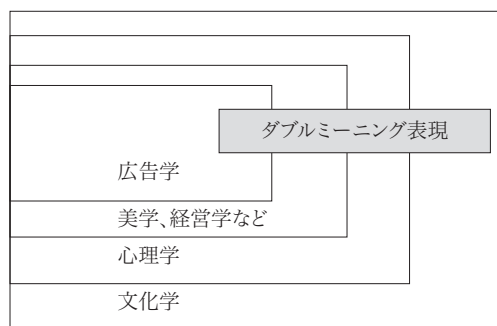 ダブルミーニング表現
広告学
美学、経営学など
心理学
文化学